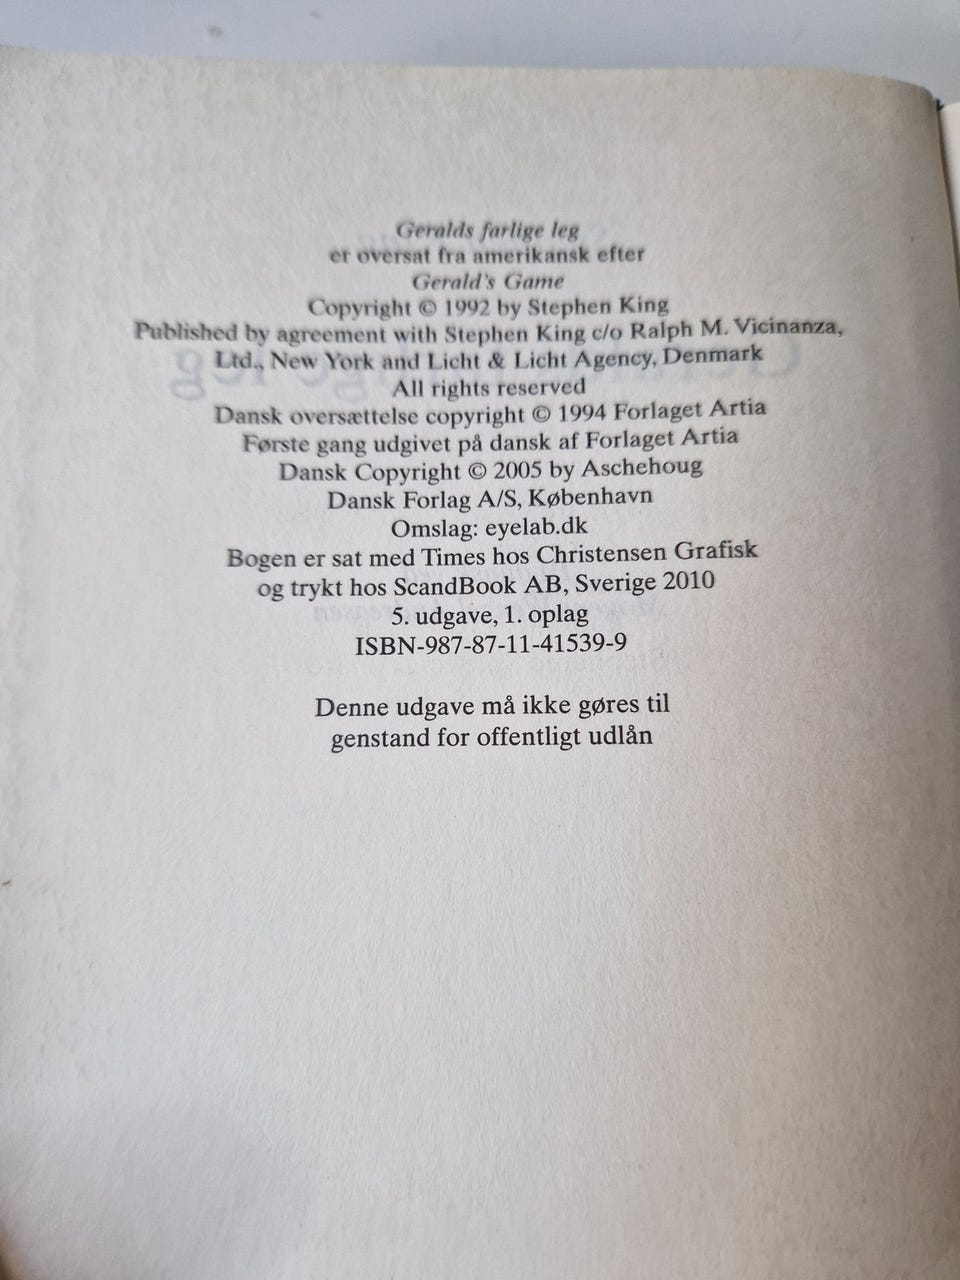 Geralds farlige leg
er oversat fra amerikansk efter
Gerald's Game
Copyright © 1992 by Stephen King
Published by agreement with Stephen King c/o Ralph M. Vicinanza,
Ltd., New York and Licht & Licht Agency, Denmark
All rights reserved
Dansk oversættelse copyright © 1994 Forlaget Artia
Første gang udgivet på dansk af Forlaget Artia
Dansk Copyright © 2005 by Aschehoug
Dansk Forlag A/S, København
Omslag: eyelab.dk
Bogen er sat med Times hos Christensen Grafisk
og trykt hos ScandBook AB, Sverige 2010
5. udgave, 1. oplag
ISBN-987-87-11-41539-9
Denne udgave må ikke gøres til
genstand for offentligt udlån